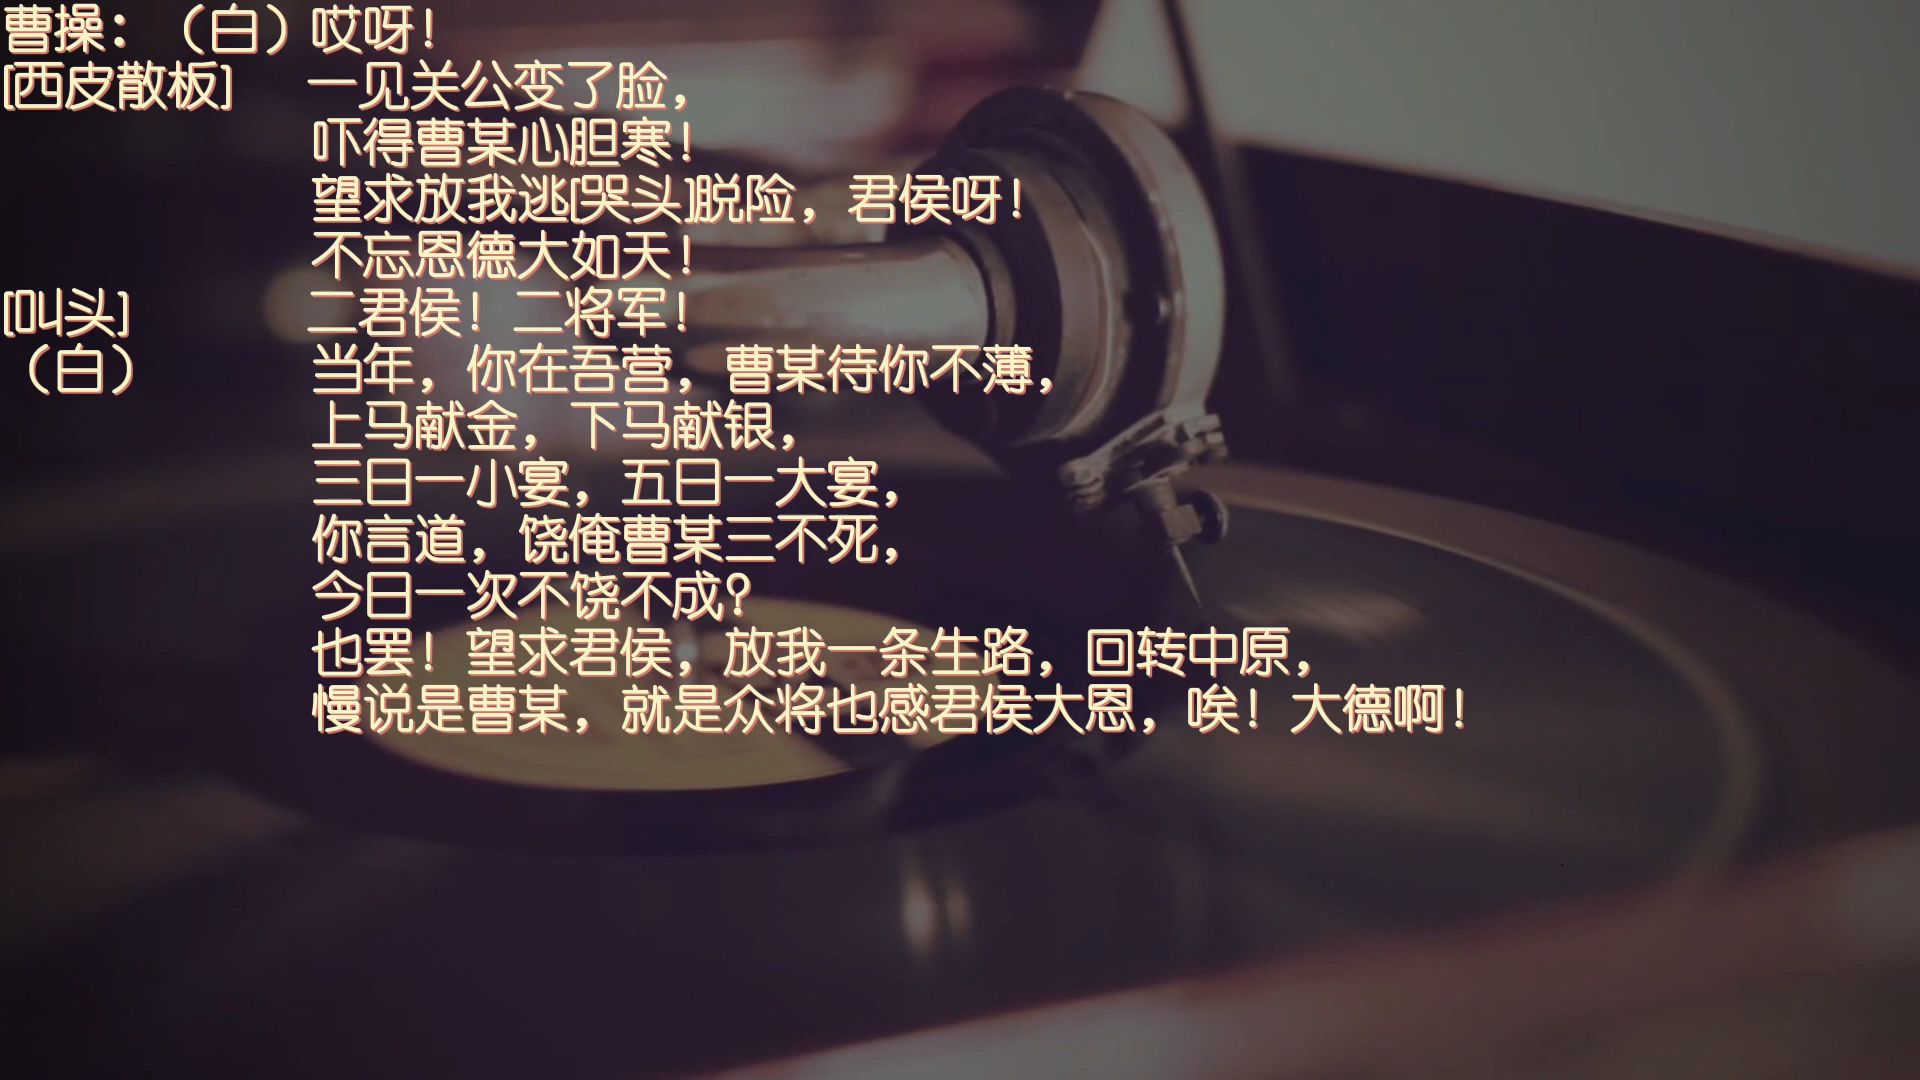 曹操：（白）哎呀！
[西皮散板] 一见关公变了脸，
吓得曹某心胆寒！
望求放我逃[哭头]脱险，君侯呀！
不忘恩德大如天！
[叫头] 二君侯！二将军！
（白） 当年，你在吾营，曹某待你不薄，
上马献金，下马献银，
三日一小宴，五日一大宴，
你言道，饶俺曹某三不死，
今日一次不饶不成？
也罢！望求君侯，放我一条生路，回转中原，
慢说是曹某，就是众将也感君侯大恩，唉！大德啊！